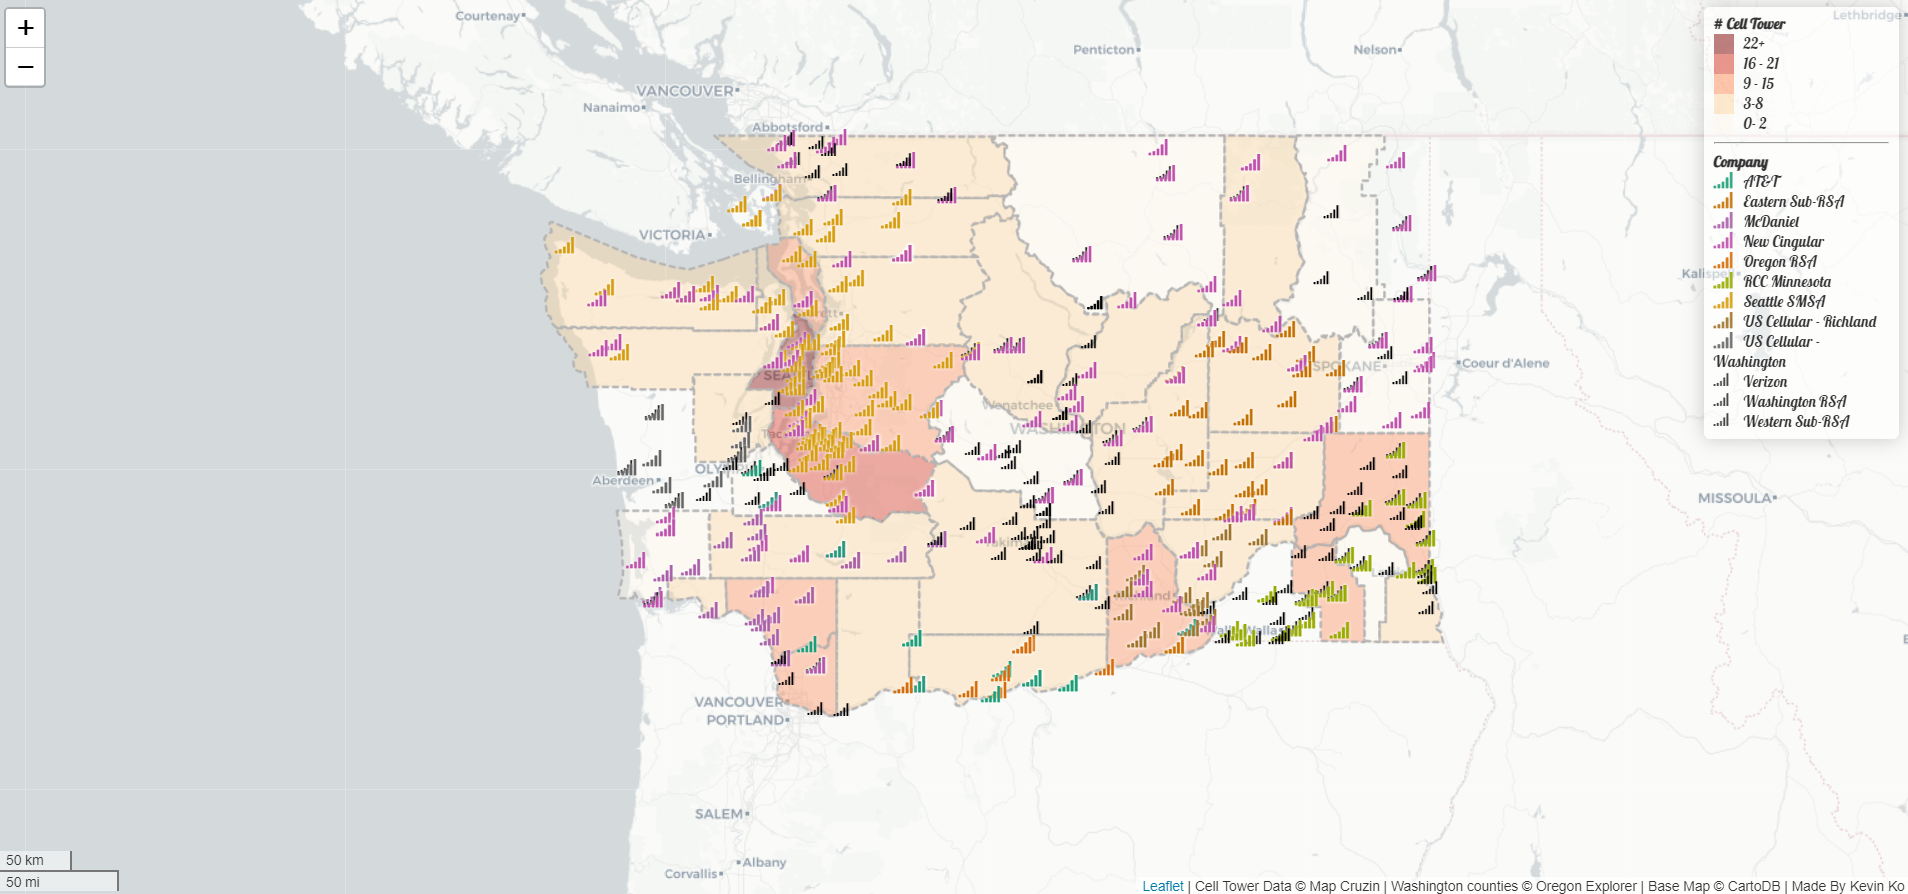 +
−
Courtenay
Penticton
Nelson
Lethbridge
VANCOUVER
Nanaimo
Abbotsford
Bellingham
VICTORIA
Wenatchee
WASHINGTON
SPOKANE
Coeur d'Alene
Aberdeen
MISSOULA
VANCOUVER
PORTLAND
SALEM
Albany
Corvallis
# Cell Tower
22+
16 - 21
9 - 15
3-8
0- 2
Company
AT&T
Eastern Sub-RSA
McDaniel
New Cingular
Oregon RSA
RCC Minnesota
Seattle SMSA
US Cellular - Richland
US Cellular -
Washington
Verizon
Washington RSA
Western Sub-RSA
50 km
50 mi
Leaflet | Cell Tower Data © Map Cruzin | Washington counties © Oregon Explorer | Base Map © CartoDB | Made By Kevin Ko